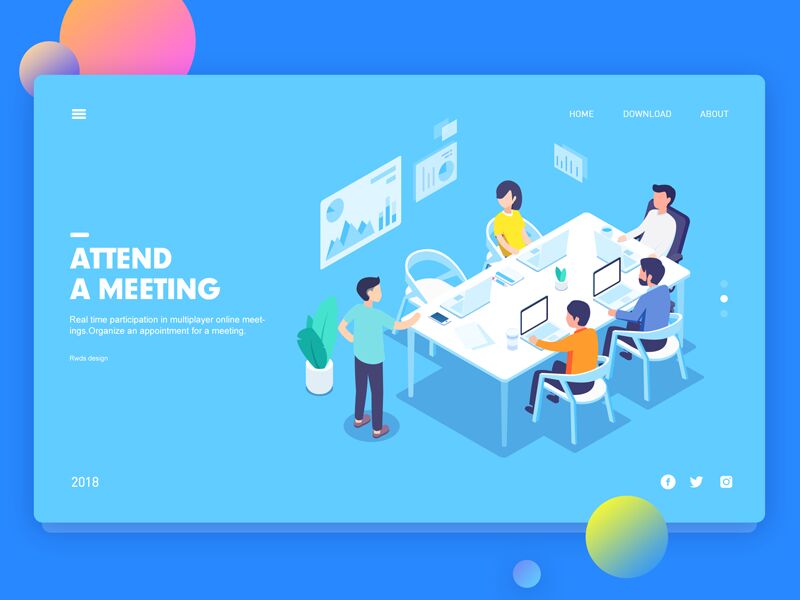 HOME DOWNLOAD ABOUT
ATTEND
A MEETING
Real time participation in multiplayer online meet-
ings.Organize an appointment for a meeting.
Rwds design
2018